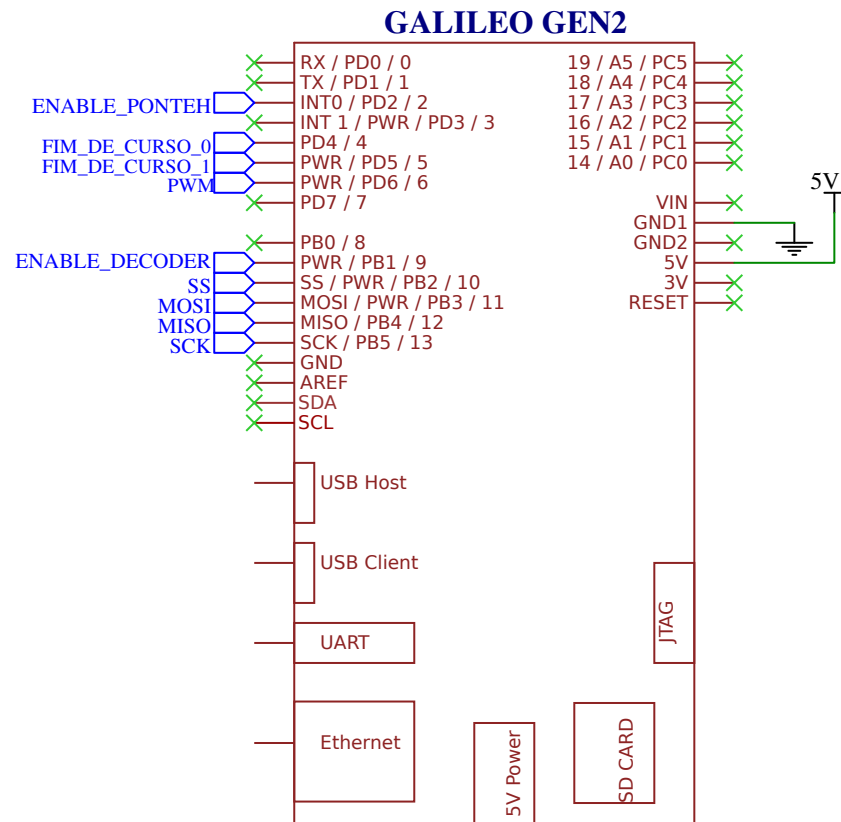 GALILEO GEN2
RX / PD0 / 0
TX / PD1 / 1
ENABLE_PONTEH
INT0 / PD2 / 2
INT 1 / PWR / PD3 / 3
FIM_DE_CURSO_0
PD4 / 4
FIM_DE_CURSO_1
PWR / PD5 / 5
PWM
PWR / PD6 / 6
PD7 / 7
PB0 / 8
ENABLE_DECODER
PWR / PB1 / 9
SS
SS / PWR / PB2 / 10
MOSI
MOSI / PWR / PB3 / 11
MISO
MISO / PB4 / 12
SCK
SCK / PB5 / 13
GND
AREF
SDA
SCL
19 / A5 / PC5
18 / A4 / PC4
17 / A3 / PC3
16 / A2 / PC2
15 / A1 / PC1
14 / A0 / PC0
VIN
GND1
GND2
5V
3V
RESET
5V
USB Host
USB Client
UART
JTAG
Ethernet
5V Power
SD CARD